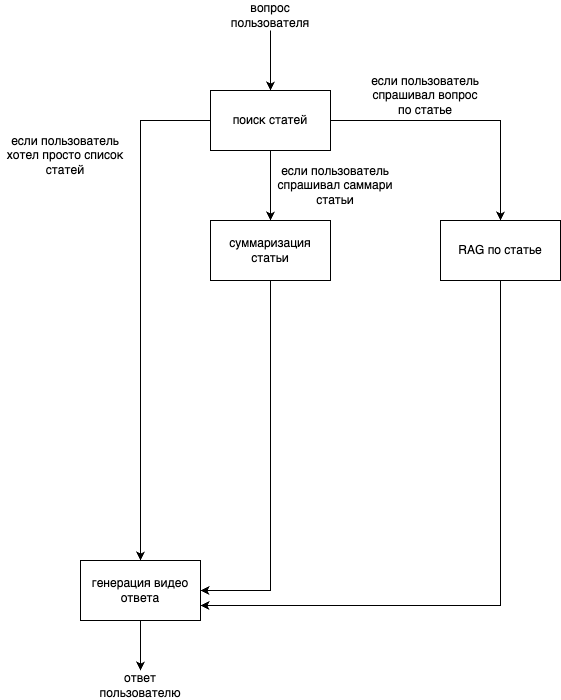 вопрос
пользователя
если пользователь
спрашивал вопрос
по статье
поиск статей
если пользователь
хотел просто список
статей
если пользователь
спрашивал саммари
статьи
суммаризация
статьи
RAG по статье
генерация видео
ответа
ответ
пользователю